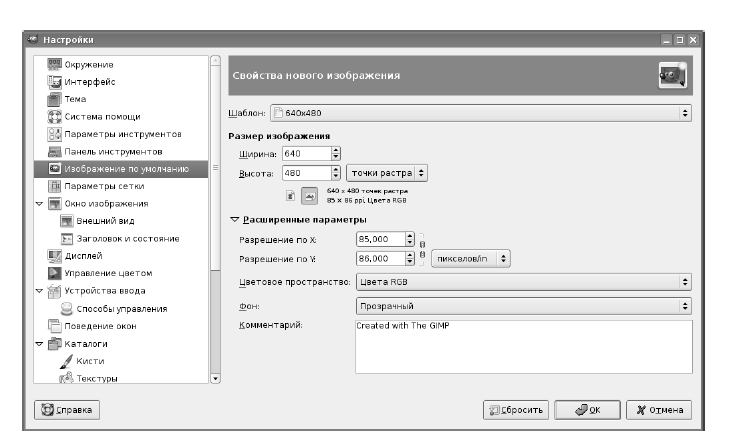 Настройки
Окружение
Интерфейс
Тема
Система помощи
Параметры инструментов
Панель инструментов
Изображение по умолчанию
Параметры сетки
Окно изображения
Внешний вид
Заголовок и состояние
Дисплей
Управление цветом
Устройства ввода
Способы управления
Поведение окон
Каталоги
Кисти
Текстуры
Свойства нового изображения
Шаблон: 640x480
Размер изображения
Ширина: 640
Высота: 480 точки растра
640 x 480 точек растра
85 x 86 ppi, Цвета RGB
Расширенные параметры
Разрешение по X: 85,000
Разрешение по Y: 86,000 пикселов/in
Цветовое пространство: Цвета RGB
Фон: Прозрачный
Комментарий: Created with The GIMP
Справка
Сбросить
OK
Отмена